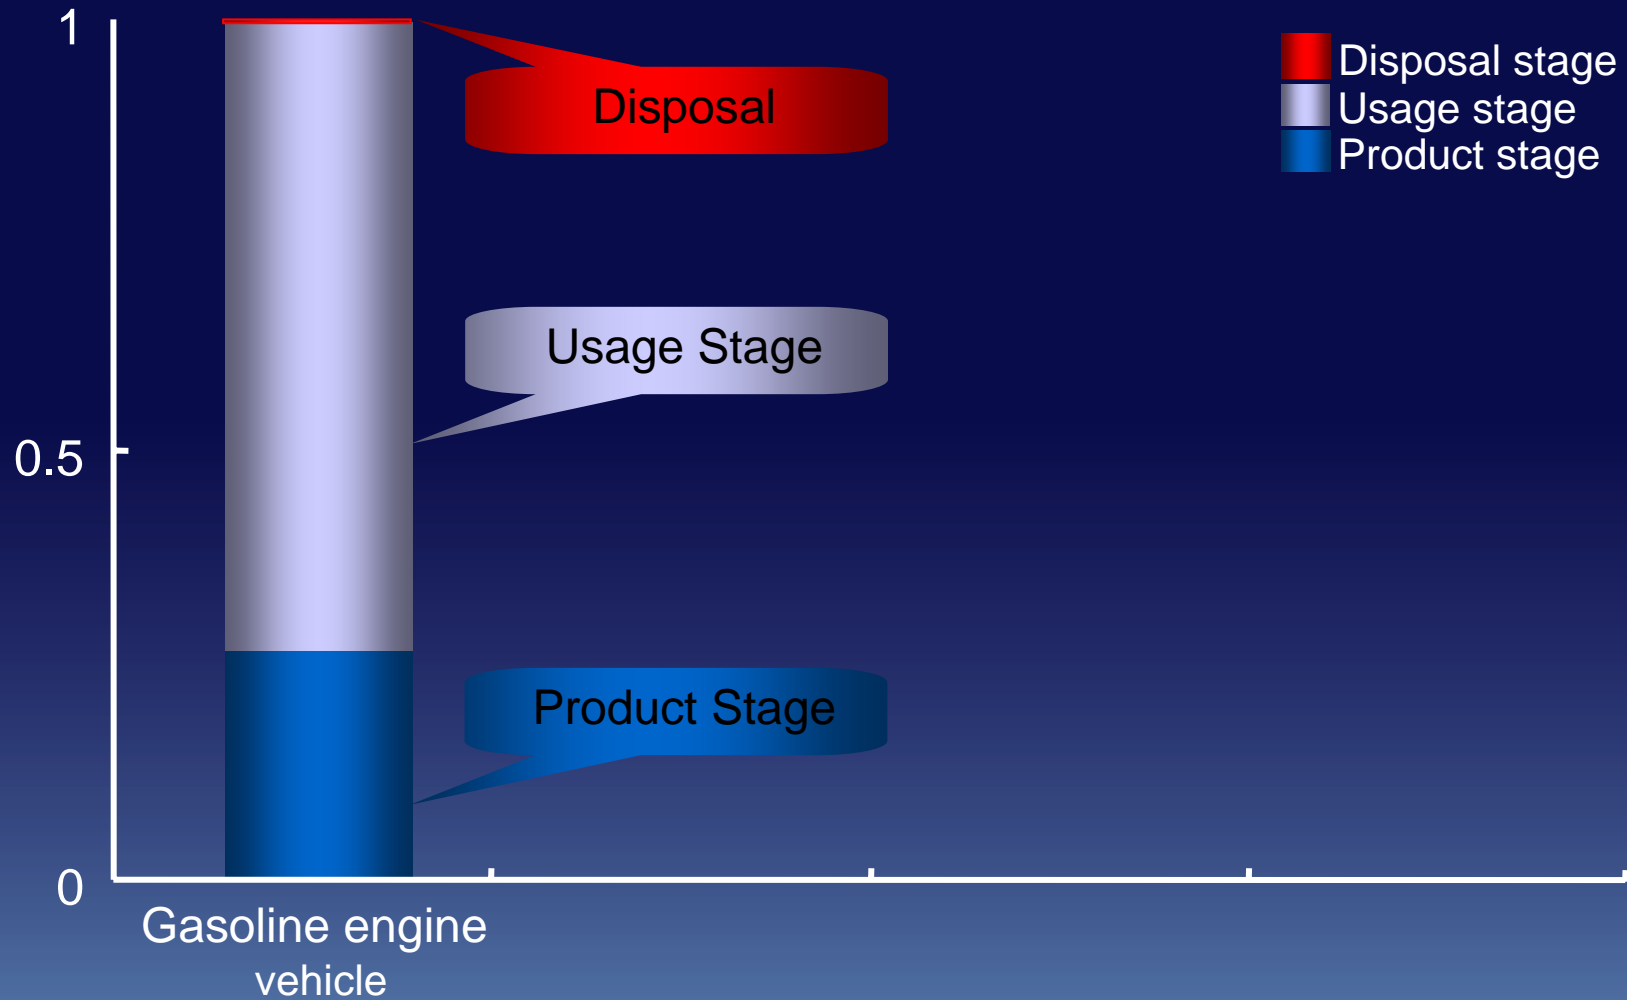 1
Disposal
Disposal stage
Usage stage
Product stage
Usage Stage
0.5
Product Stage
0
Gasoline engine
vehicle